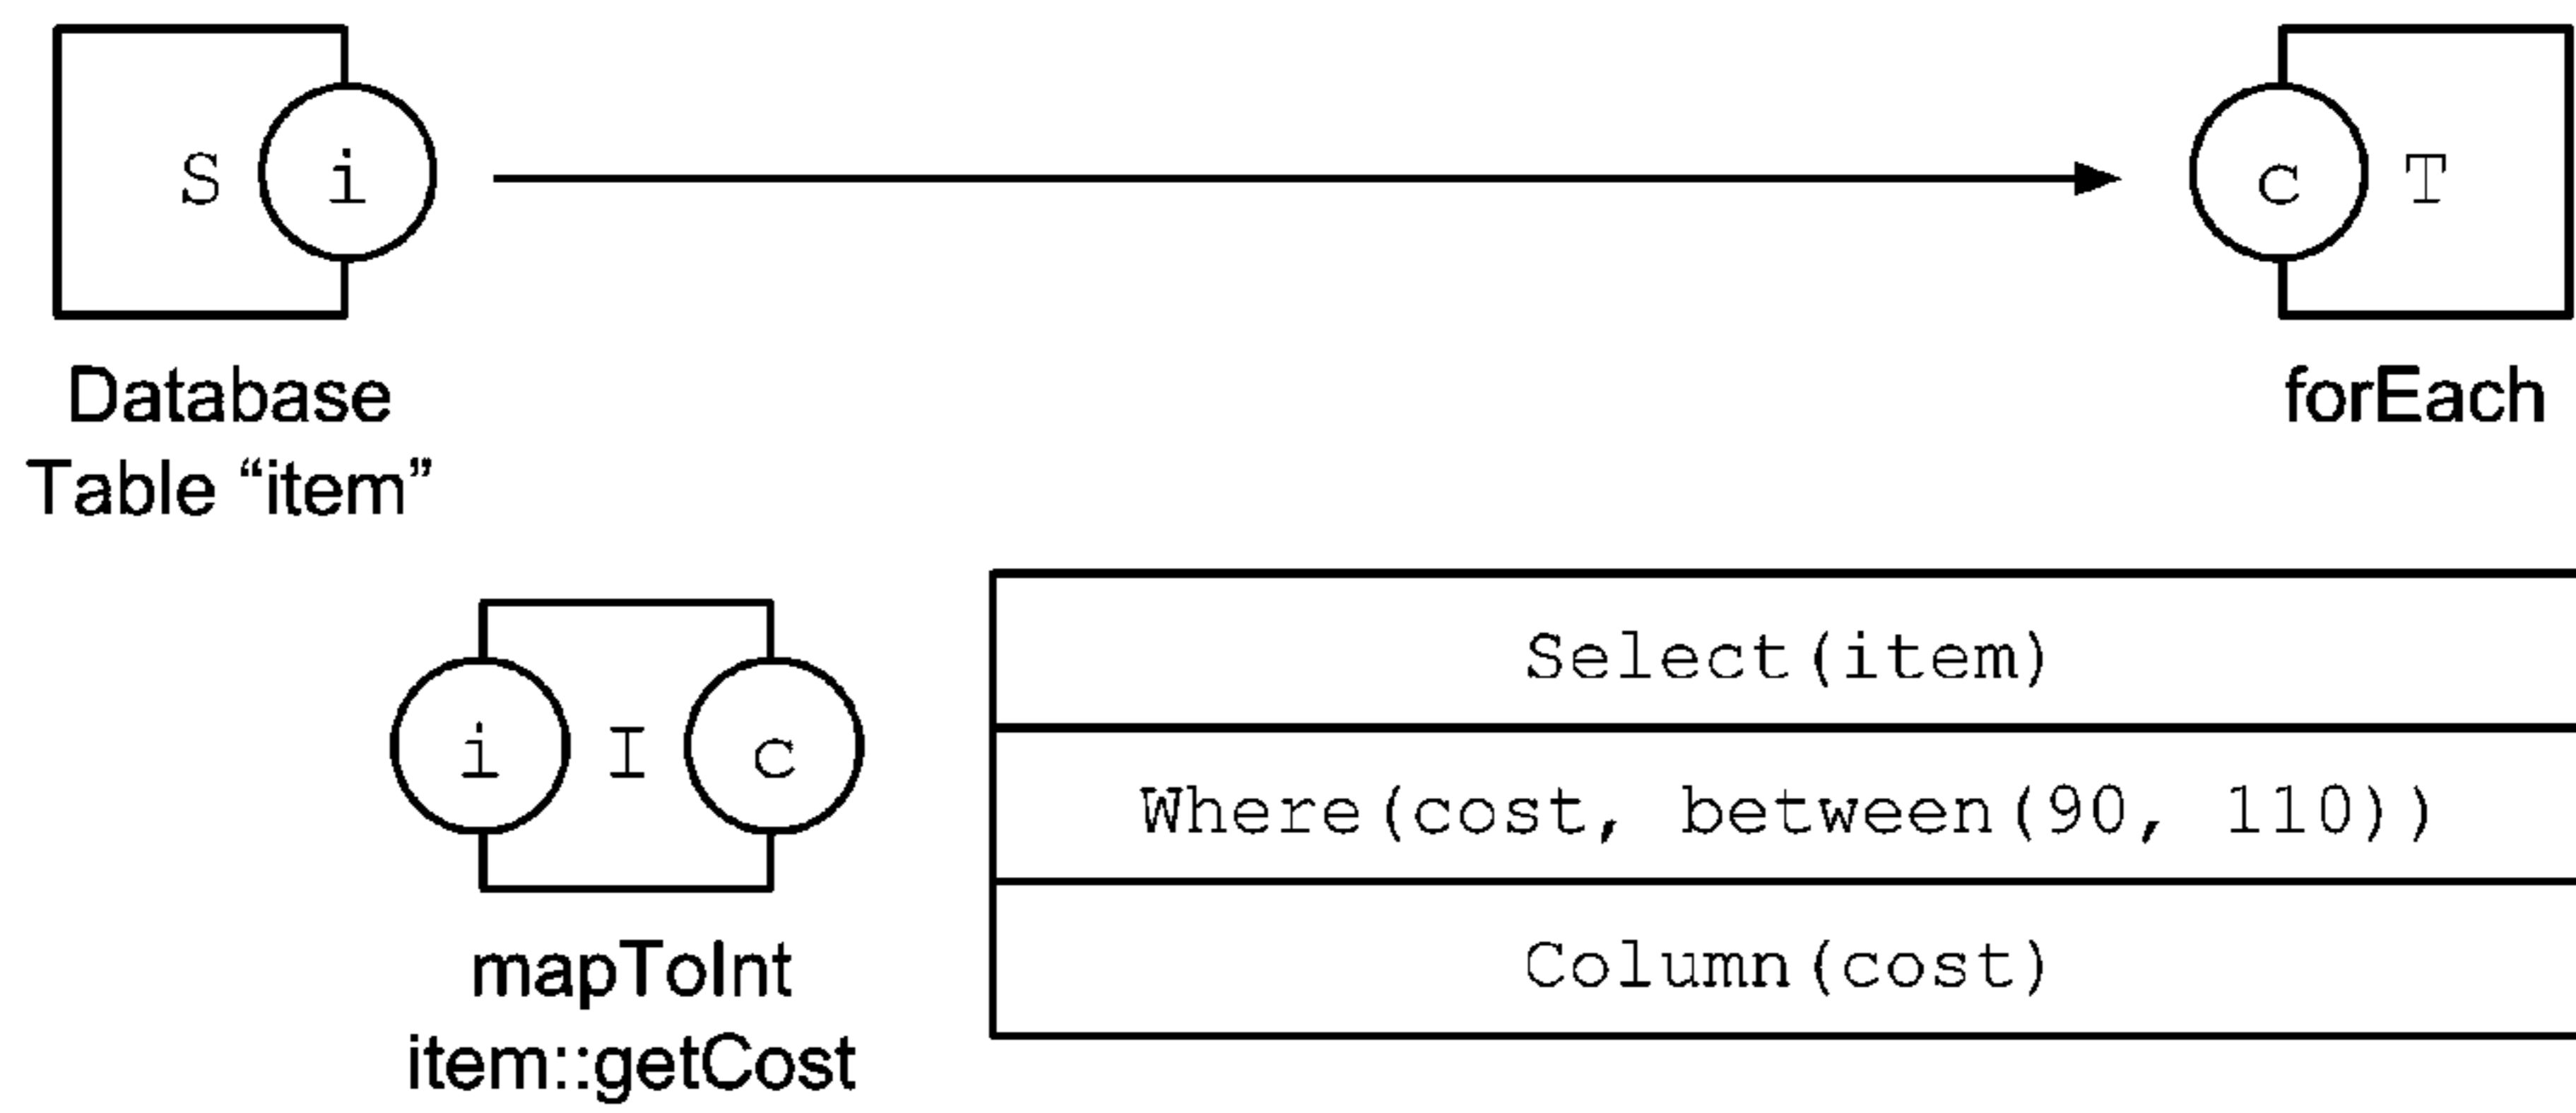 S i c T
Database
Table “item”
forEach
i I c
mapToInt
item::getCost
Select(item)
Where(cost, between(90, 110))
Column(cost)